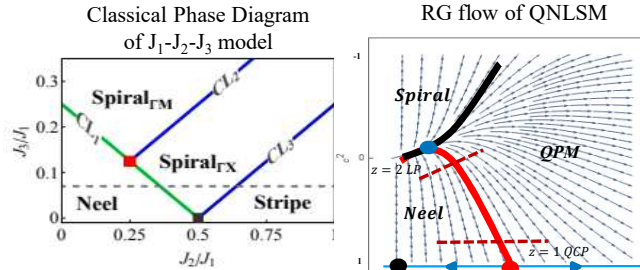 Classical Phase Diagram
of J₁-J₂-J₃ model
RG flow of QNLSM
J₃/J₁
0.3
0.2
0.1
0
0
0.25
0.5
0.75
1
J₂/J₁
Spiral_ΓM
CL₂
CL₁
Spiral_ΓX
CL₃
Neel
Stripe
-1
0
1
Spiral
QPM
z = 2 LP
Neel
z = 1 QCP